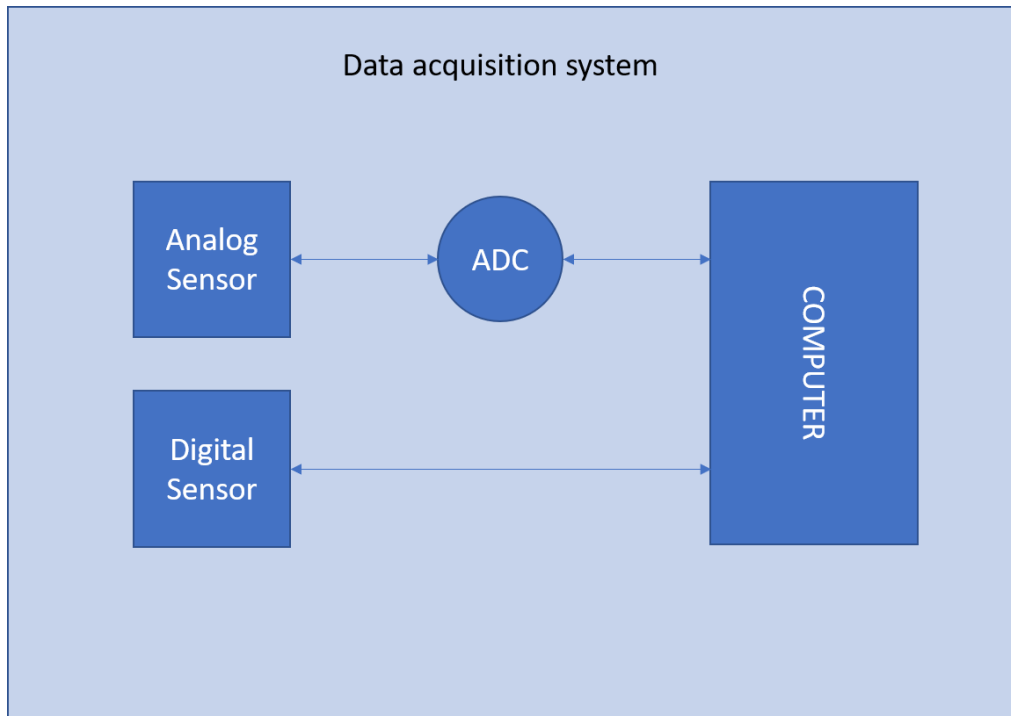 Data acquisition system
Analog
Sensor
ADC
COMPUTER
Digital
Sensor